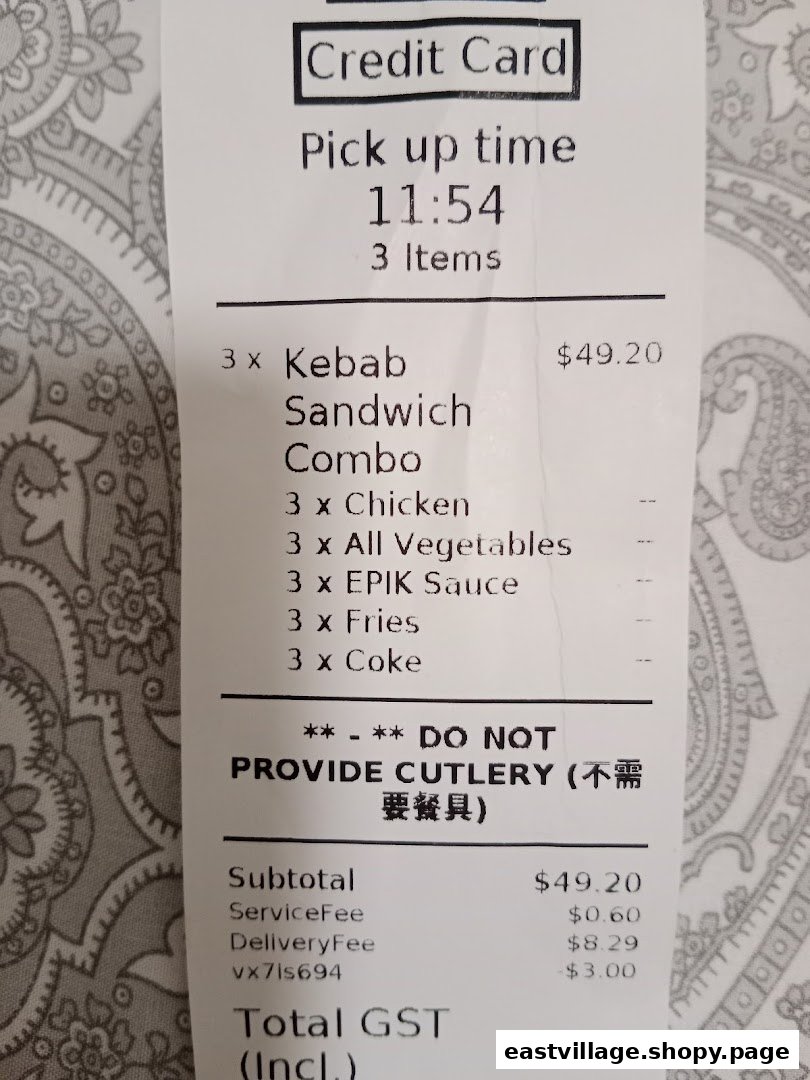 Credit Card
Pick up time
11:54
3 Items
3 x Kebab $49.20
Sandwich
Combo
3 x Chicken --
3 x All Vegetables --
3 x EPIK Sauce --
3 x Fries --
3 x Coke --
** - ** DO NOT
PROVIDE CUTLERY (不需
要餐具)
Subtotal $49.20
ServiceFee $0.60
DeliveryFee $8.29
vx7ls694 -$3.00
Total GST
(Incl.)
eastvillage.shopy.page